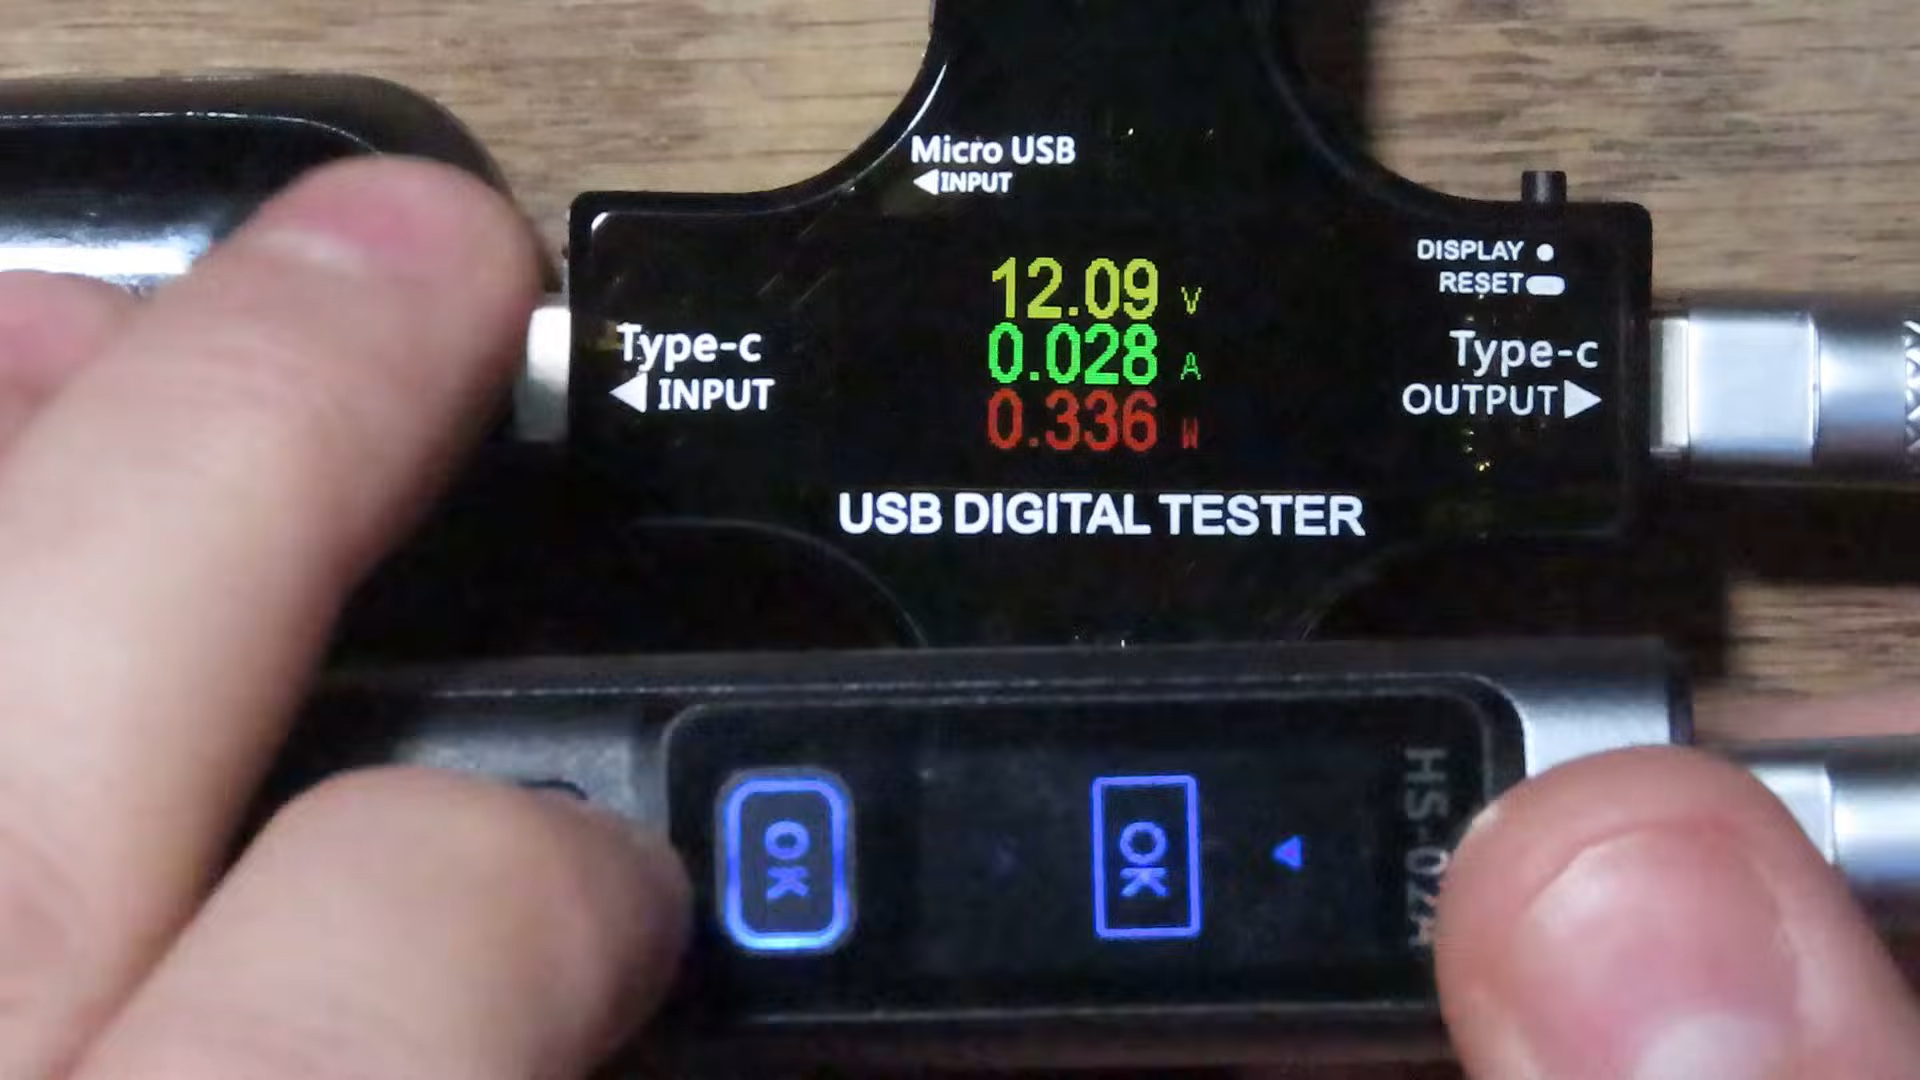 Micro USB
◀INPUT
DISPLAY ●
RESET
12.09 V
0.028 A
0.336 W
Type-c
◀INPUT
Type-c
OUTPUT▶
USB DIGITAL TESTER
OK
OK
HS-02A